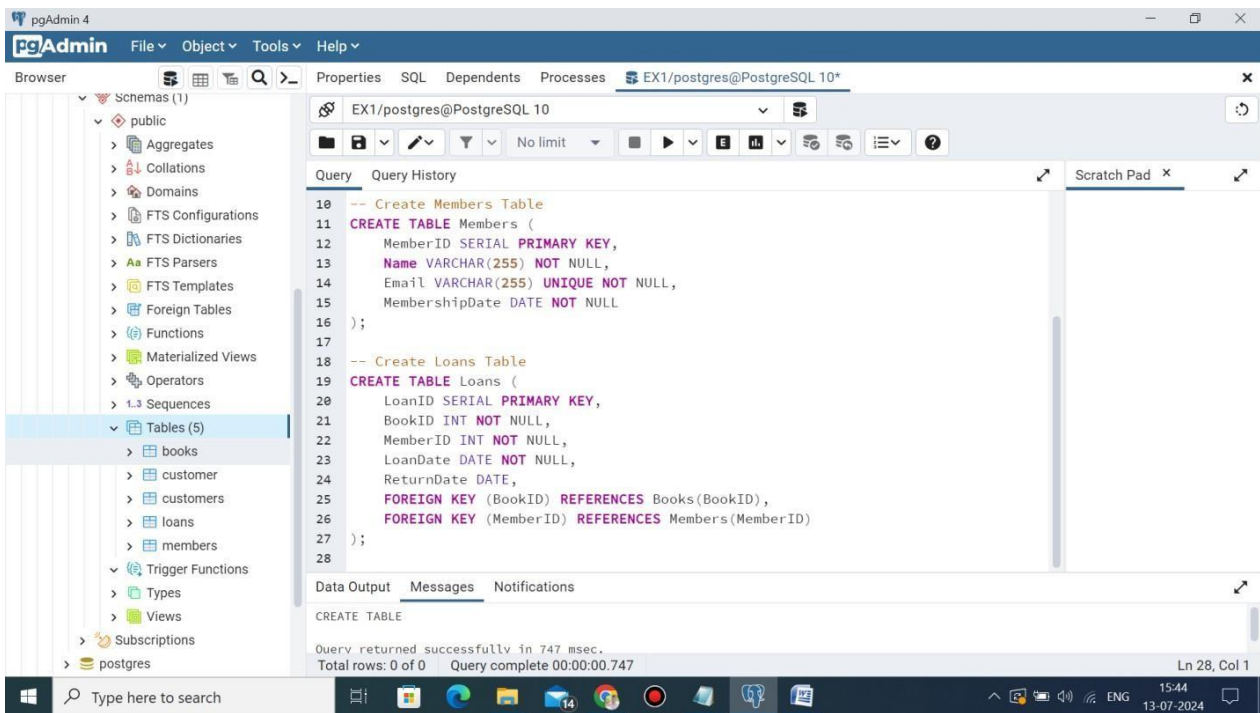 pgAdmin 4
pgAdmin File Object Tools Help
Browser
Properties SQL Dependents Processes EX1/postgres@PostgreSQL 10*
Schemas (1)
public
Aggregates
Collations
Domains
FTS Configurations
FTS Dictionaries
Aa FTS Parsers
FTS Templates
Foreign Tables
Functions
Materialized Views
Operators
1..3 Sequences
Tables (5)
books
customer
customers
loans
members
Trigger Functions
Types
Views
Subscriptions
postgres
EX1/postgres@PostgreSQL 10
No limit
E
Query Query History
Scratch Pad
10 -- Create Members Table
11 CREATE TABLE Members (
12 MemberID SERIAL PRIMARY KEY,
13 Name VARCHAR(255) NOT NULL,
14 Email VARCHAR(255) UNIQUE NOT NULL,
15 MembershipDate DATE NOT NULL
16 );
17
18 -- Create Loans Table
19 CREATE TABLE Loans (
20 LoanID SERIAL PRIMARY KEY,
21 BookID INT NOT NULL,
22 MemberID INT NOT NULL,
23 LoanDate DATE NOT NULL,
24 ReturnDate DATE,
25 FOREIGN KEY (BookID) REFERENCES Books(BookID),
26 FOREIGN KEY (MemberID) REFERENCES Members(MemberID)
27 );
28
Data Output Messages Notifications
CREATE TABLE
Query returned successfully in 747 msec.
Total rows: 0 of 0 Query complete 00:00:00.747 Ln 28, Col 1
Type here to search
14
ENG
15:44
13-07-2024